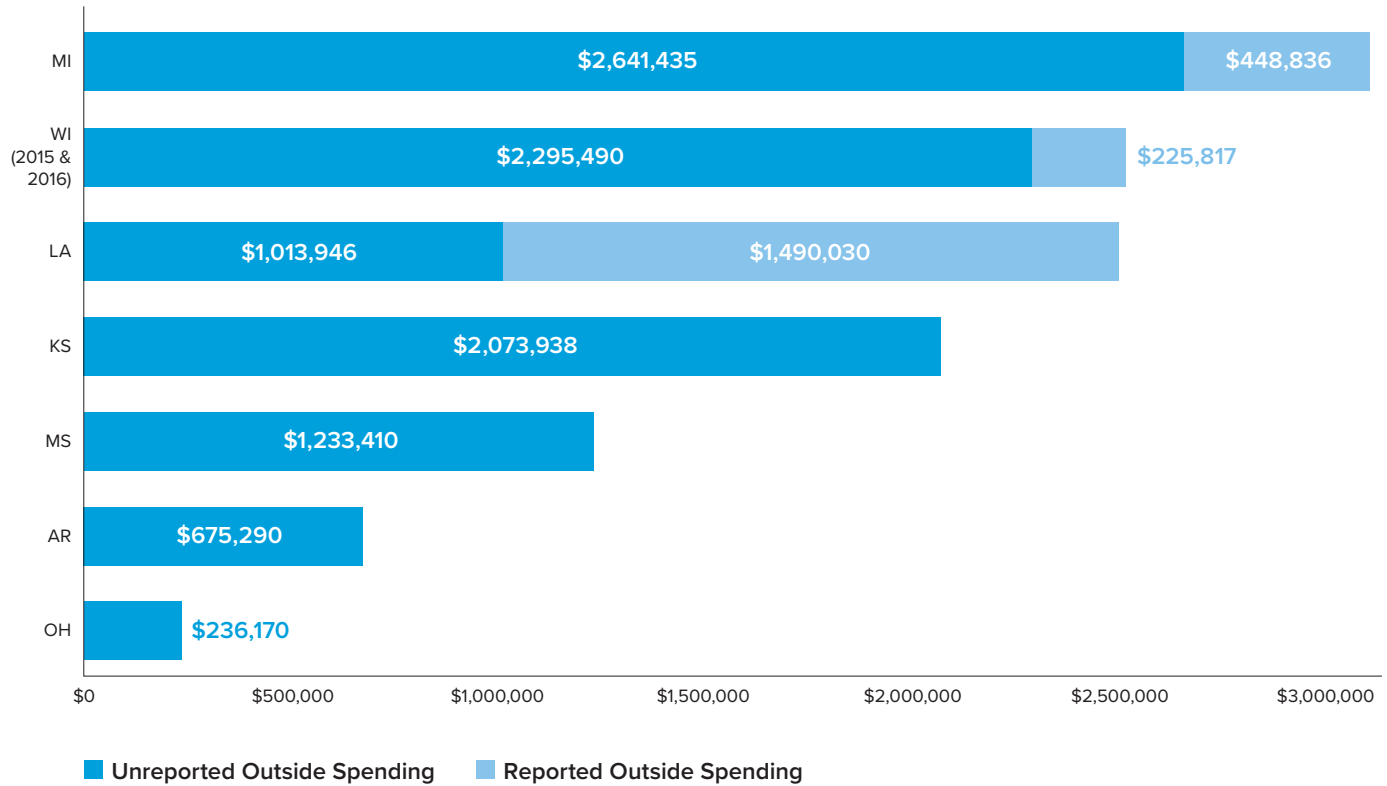 MI
$2,641,435
$448,836
WI
(2015 &
2016)
$2,295,490
$225,817
LA
$1,013,946
$1,490,030
KS
$2,073,938
MS
$1,233,410
AR
$675,290
OH
$236,170
$0
$500,000
$1,000,000
$1,500,000
$2,000,000
$2,500,000
$3,000,000
Unreported Outside Spending
Reported Outside Spending